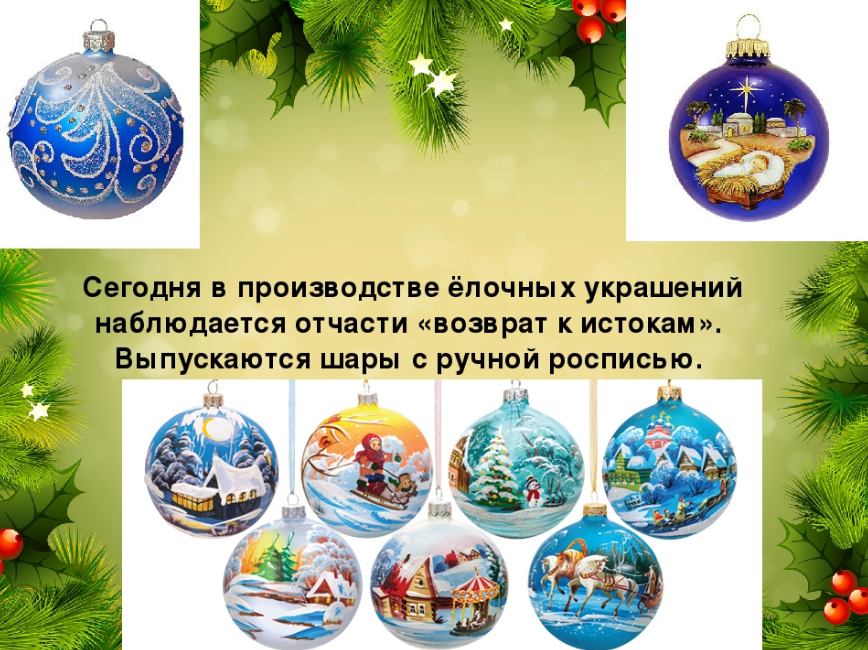 Сегодня в производстве ёлочных украшений
наблюдается отчасти «возврат к истокам».
Выпускаются шары с ручной росписью.